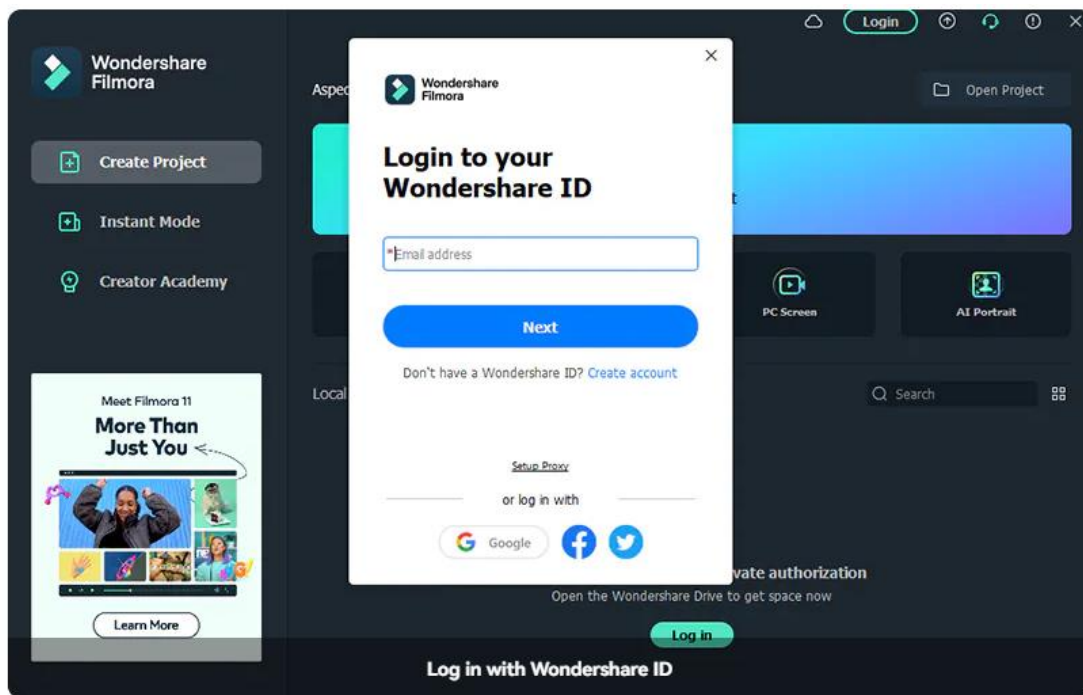 Wondershare
Filmora
Login
Create Project
Instant Mode
Creator Academy
Meet Filmora 11
More Than
Just You
Learn More
Open Project
Wondershare
Filmora
Login to your
Wondershare ID
*Email address
Next
Don't have a Wondershare ID? Create account
Setup Proxy
or log in with
Google
PC Screen
AI Portrait
Local
Search
authorization
Open the Wondershare Drive to get space now
Log in
Log in with Wondershare ID